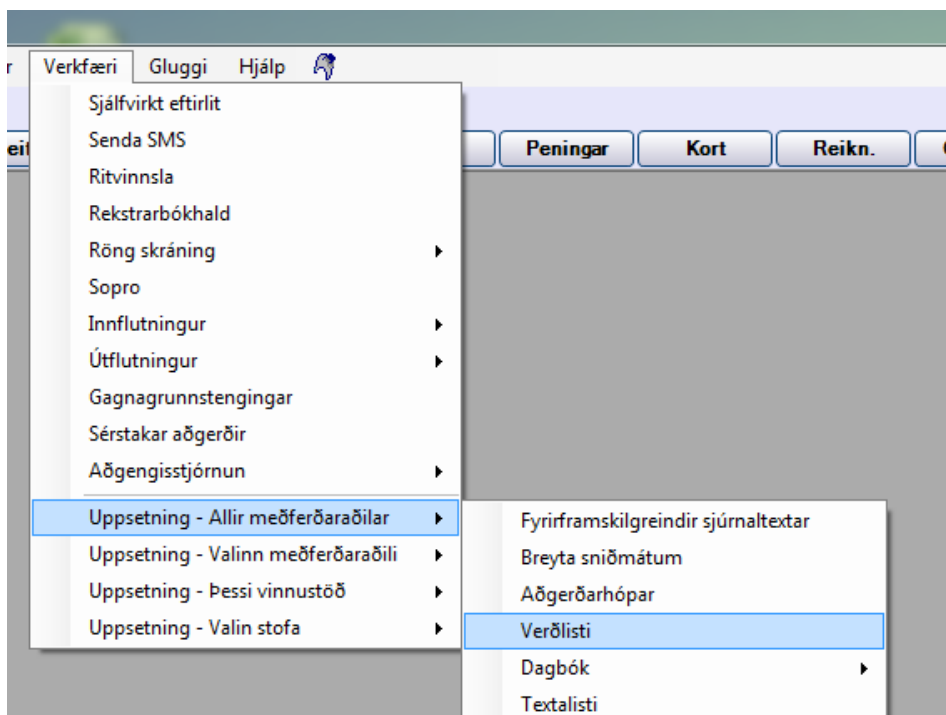 r Verkfæri Gluggi Hjálp
Sjálfvirkt eftirlit
Senda SMS
eit Peningar Kort Reikn.
Ritvinnsla
Rekstrarbókhald
Röng skráning
Sopro
Innflutningur
Útflutningur
Gagnagrunnstengingar
Sérstakar aðgerðir
Aðgengisstjórnun
Uppsetning - Allir meðferðaraðilar
Uppsetning - Valinn meðferðaraðili
Uppsetning - Þessi vinnustöð
Uppsetning - Valin stofa
Fyrirframskilgreindir sjúrnaltextar
Breyta sniðmátum
Aðgerðarhópar
Verðlisti
Dagbók
Textalisti